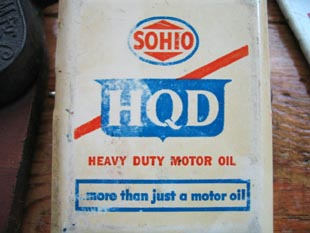 SOHIO
HQD
HEAVY DUTY MOTOR OIL
...more than just a motor oil